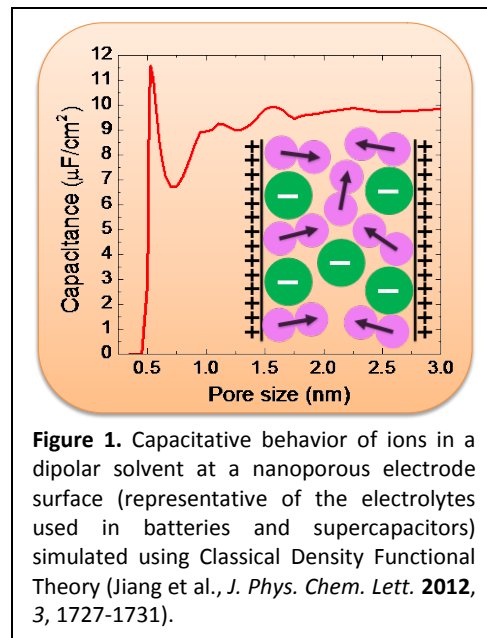 12
11
10
9
8
7
6
5
4
3
2
1
0
Capacitance (μF/cm²)
0.5 1.0 1.5 2.0 2.5 3.0
Pore size (nm)
+ + + + + + + + + + + +
+ + + + + + + + + + + +
− −
−
− −
Figure 1. Capacitative behavior of ions in a
dipolar solvent at a nanoporous electrode
surface (representative of the electrolytes
used in batteries and supercapacitors)
simulated using Classical Density Functional
Theory (Jiang et al., J. Phys. Chem. Lett. 2012,
3, 1727-1731).